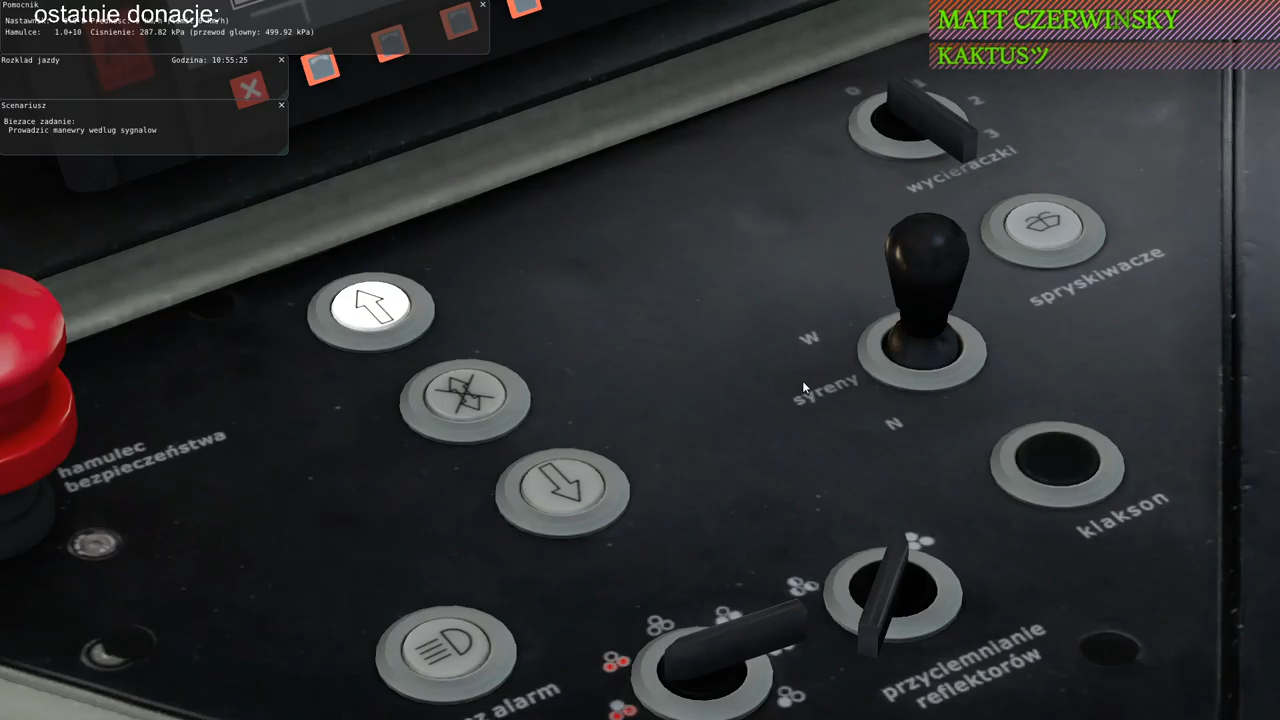 Pomocnik
ostatnie donacje:
Hamulce: 1.0+10 Cisnienie: 287.82 kPa (przewod glowny: 499.92 kPa)
Rozklad jazdy Godzina: 10:55:25
Scenariusz
Biezace zadanie:
Prowadzic manewry wedlug sygnalow
MATT CZERWINSKY
KAKTUSツ
0
2
3
wycieraczki
spryskiwacze
W
syreny
N
klakson
hamulec
bezpieczeństwa
alarm
przyciemnianie
reflektorów